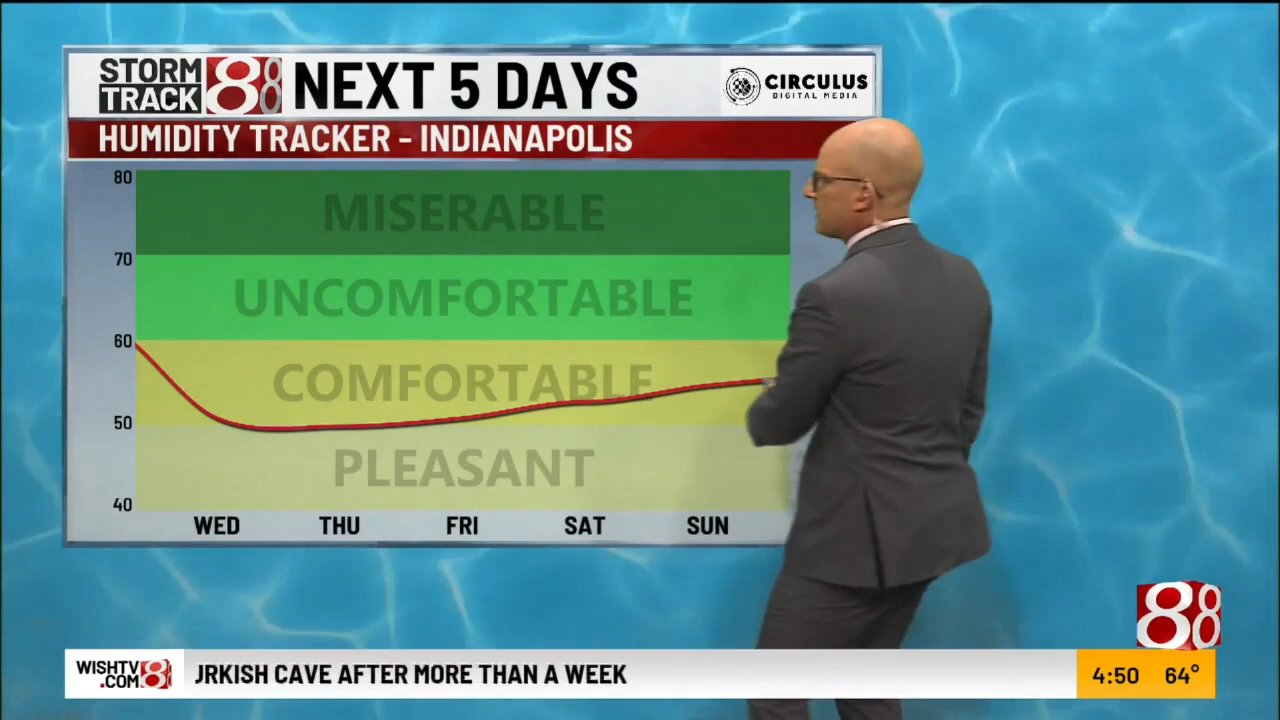 STORM
TRACK 8 NEXT 5 DAYS
CIRCULUS
DIGITAL MEDIA
HUMIDITY TRACKER - INDIANAPOLIS
80
MISERABLE
70
UNCOMFORTABLE
60
COMFORTABLE
50
PLEASANT
40
WED THU FRI SAT SUN
8
WISHTV
.COM 8
JRKISH CAVE AFTER MORE THAN A WEEK
4:50 64°